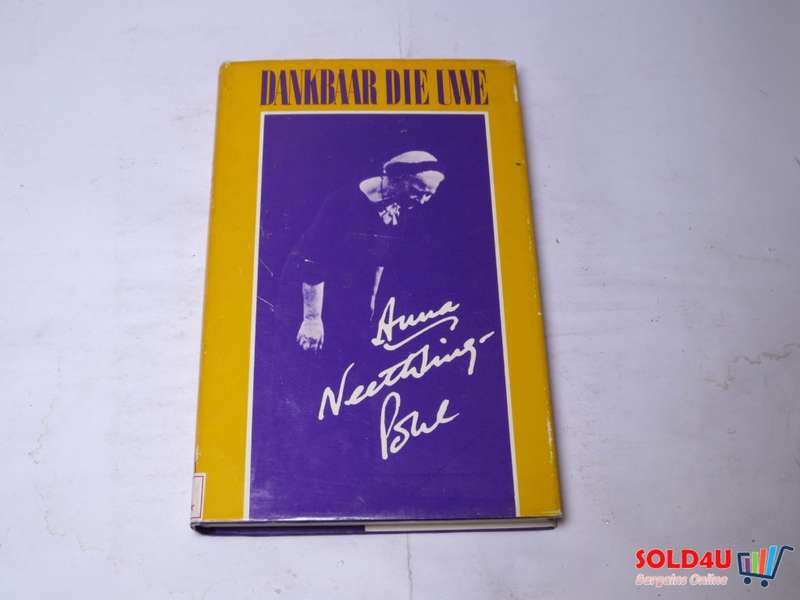 DANKBAAR DIE UWE
Anna
Neethling-
Pohl
SOLD4U
Bargains Online